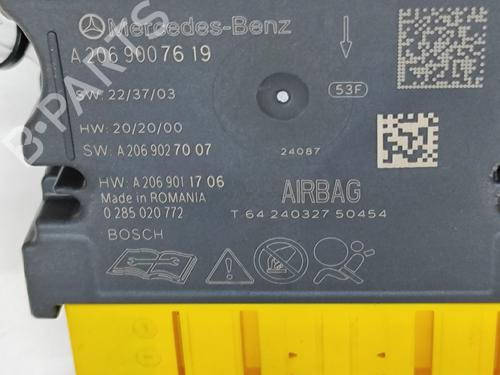 Mercedes-Benz
A 206 900 76 19
SW: 22/37/03
53F
HW: 20/20/00
SW: A 206 902 70 07
24087
HW: A 206 901 17 06
Made in ROMANIA
0 285 020 772
AIRBAG
T 64 240327 50454
BOSCH
B-PARTS